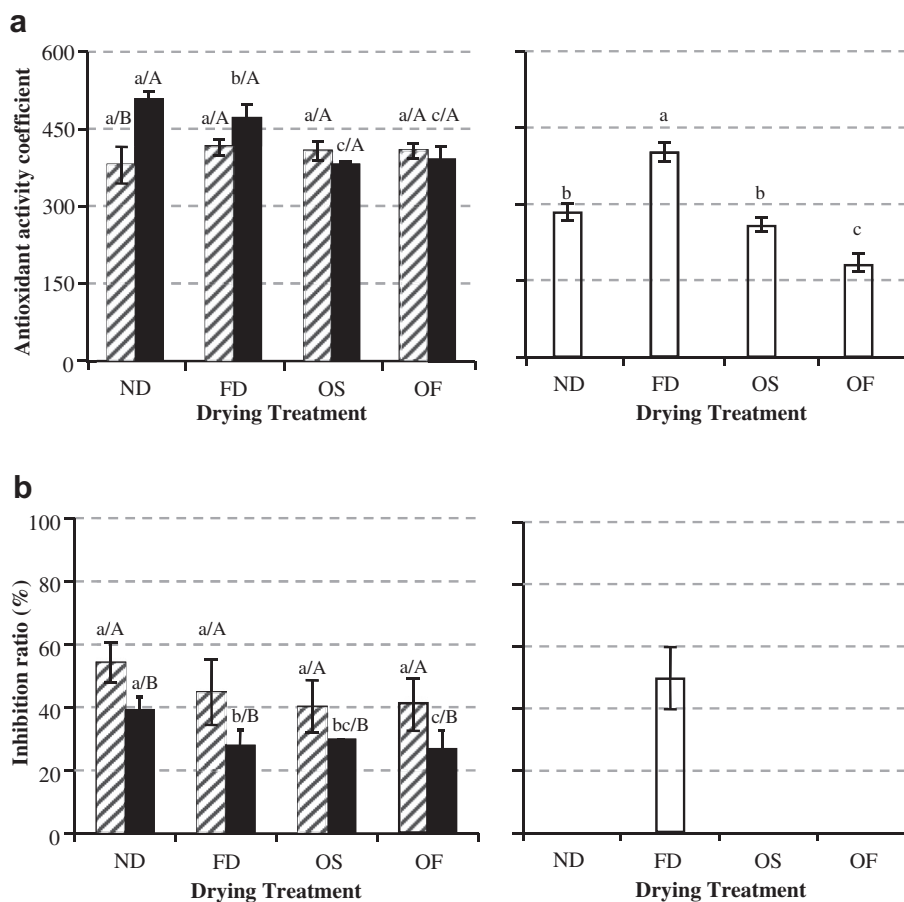 a
600
450
300
150
0
Antioxidant activity coefficient
a/B
a/A
a/A
b/A
a/A
c/A
a/A c/A
ND FD OS OF
Drying Treatment
b
a
b
c
ND FD OS OF
Drying Treatment
b
100
80
60
40
20
0
Inhibition ratio (%)
a/A
a/B
a/A
b/B
a/A
bc/B
a/A
c/B
ND FD OS OF
Drying Treatment
ND FD OS OF
Drying Treatment